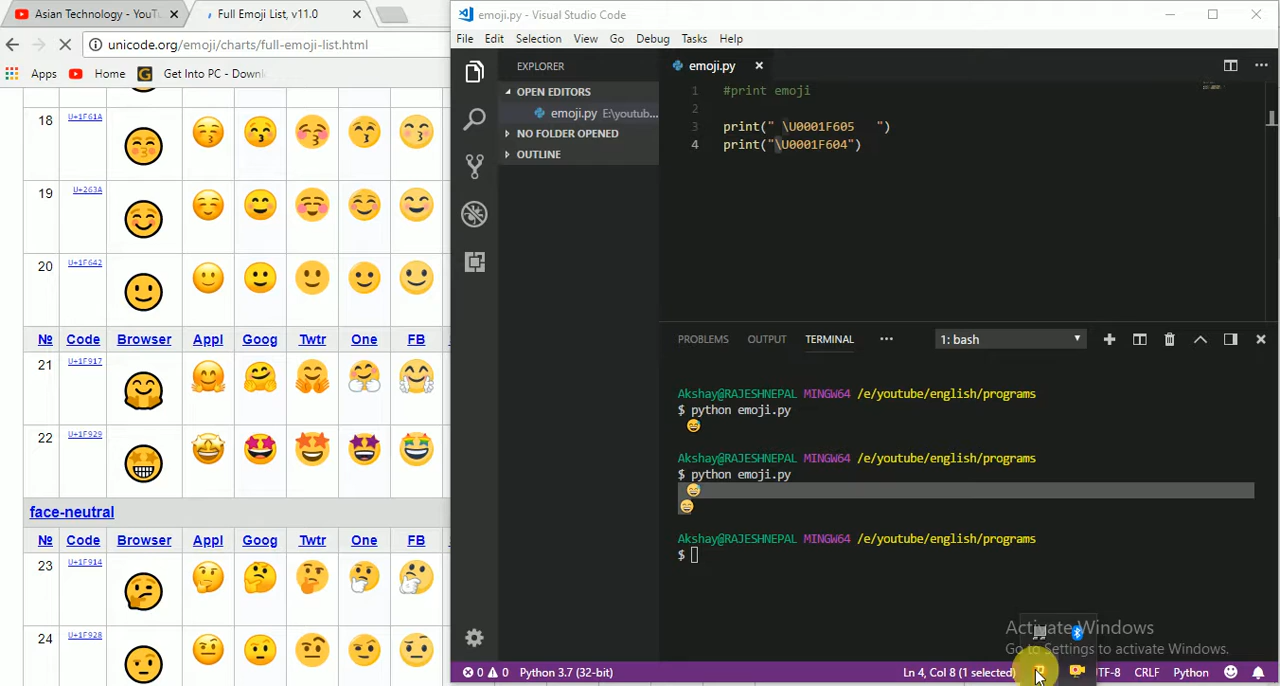 Asian Technology - YouTu
Full Emoji List, v11.0
unicode.org/emoji/charts/full-emoji-list.html
Apps
Home
Get Into PC - Downl
18 U+1F61A
19 U+263A
20 U+1F642
№ Code Browser Appl Goog Twtr One FB
21 U+1F917
22 U+1F929
face-neutral
№ Code Browser Appl Goog Twtr One FB
23 U+1F914
24 U+1F928
emoji.py - Visual Studio Code
File Edit Selection View Go Debug Tasks Help
EXPLORER
OPEN EDITORS
emoji.py E:\youtub...
NO FOLDER OPENED
OUTLINE
emoji.py
1 #print emoji
2
3 print(" \U0001F605   ")
4 print("\U0001F604")
PROBLEMS OUTPUT TERMINAL ••• 1: bash
Akshay@RAJESHNEPAL MINGW64 /e/youtube/english/programs
$ python emoji.py
😅
Akshay@RAJESHNEPAL MINGW64 /e/youtube/english/programs
$ python emoji.py
😅
😄
Akshay@RAJESHNEPAL MINGW64 /e/youtube/english/programs
$
Activate Windows
Go to Settings to activate Windows.
0 0 Python 3.7 (32-bit) Ln 4, Col 8 (1 selected) UTF-8 CRLF Python